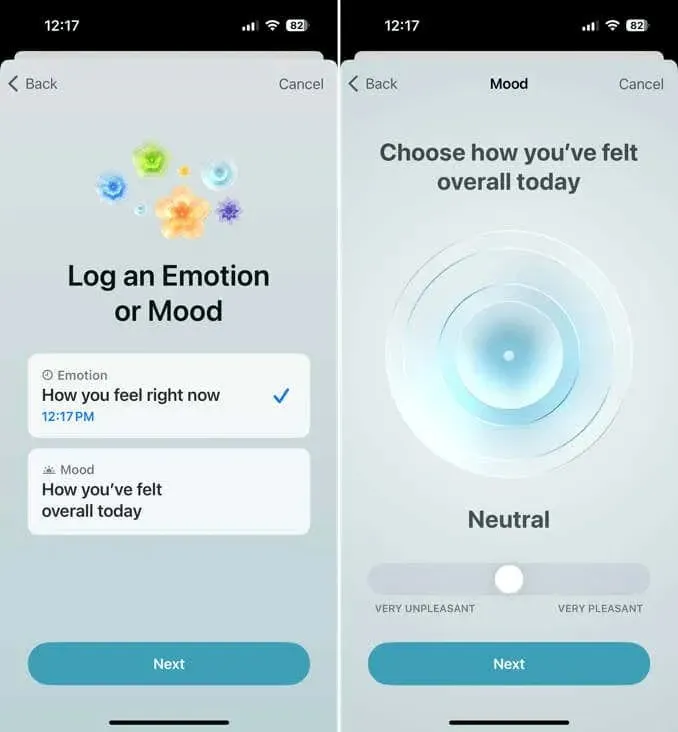 12:17
82
Back
Cancel
Log an Emotion
or Mood
Emotion
How you feel right now
12:17 PM
Mood
How you’ve felt
overall today
Next
12:17
82
Back
Mood
Cancel
Choose how you’ve felt
overall today
Neutral
VERY UNPLEASANT
VERY PLEASANT
Next